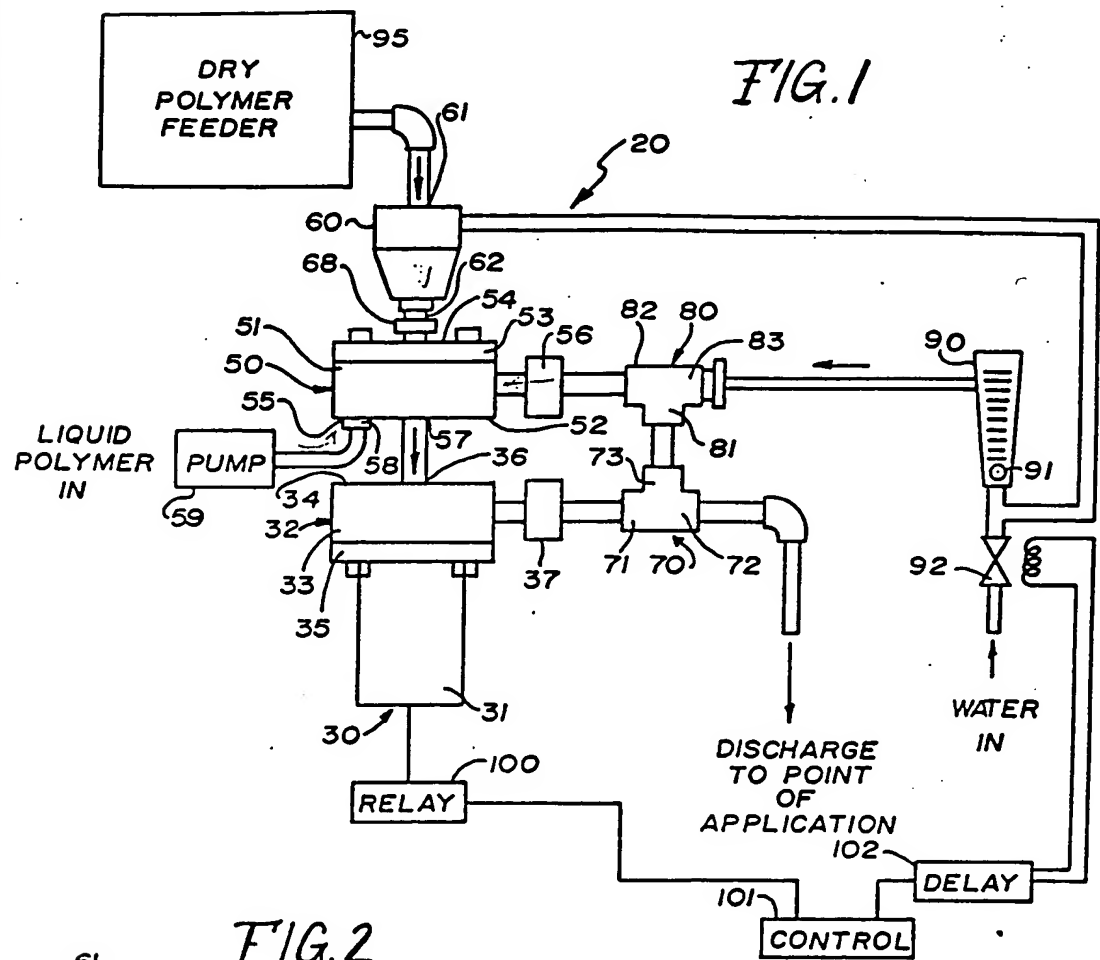 FIG.1
95
DRY
POLYMER
FEEDER
61
20
60
68
62
54
53
56
82
80
83
90
51
50
55
58
57
52
81
91
LIQUID
POLYMER
IN
PUMP
59
34
36
73
32
33
35
37
71
70
72
92
31
30
WATER
IN
DISCHARGE
TO POINT
OF
APPLICATION
100
RELAY
102
DELAY
101
CONTROL
FIG.2
61